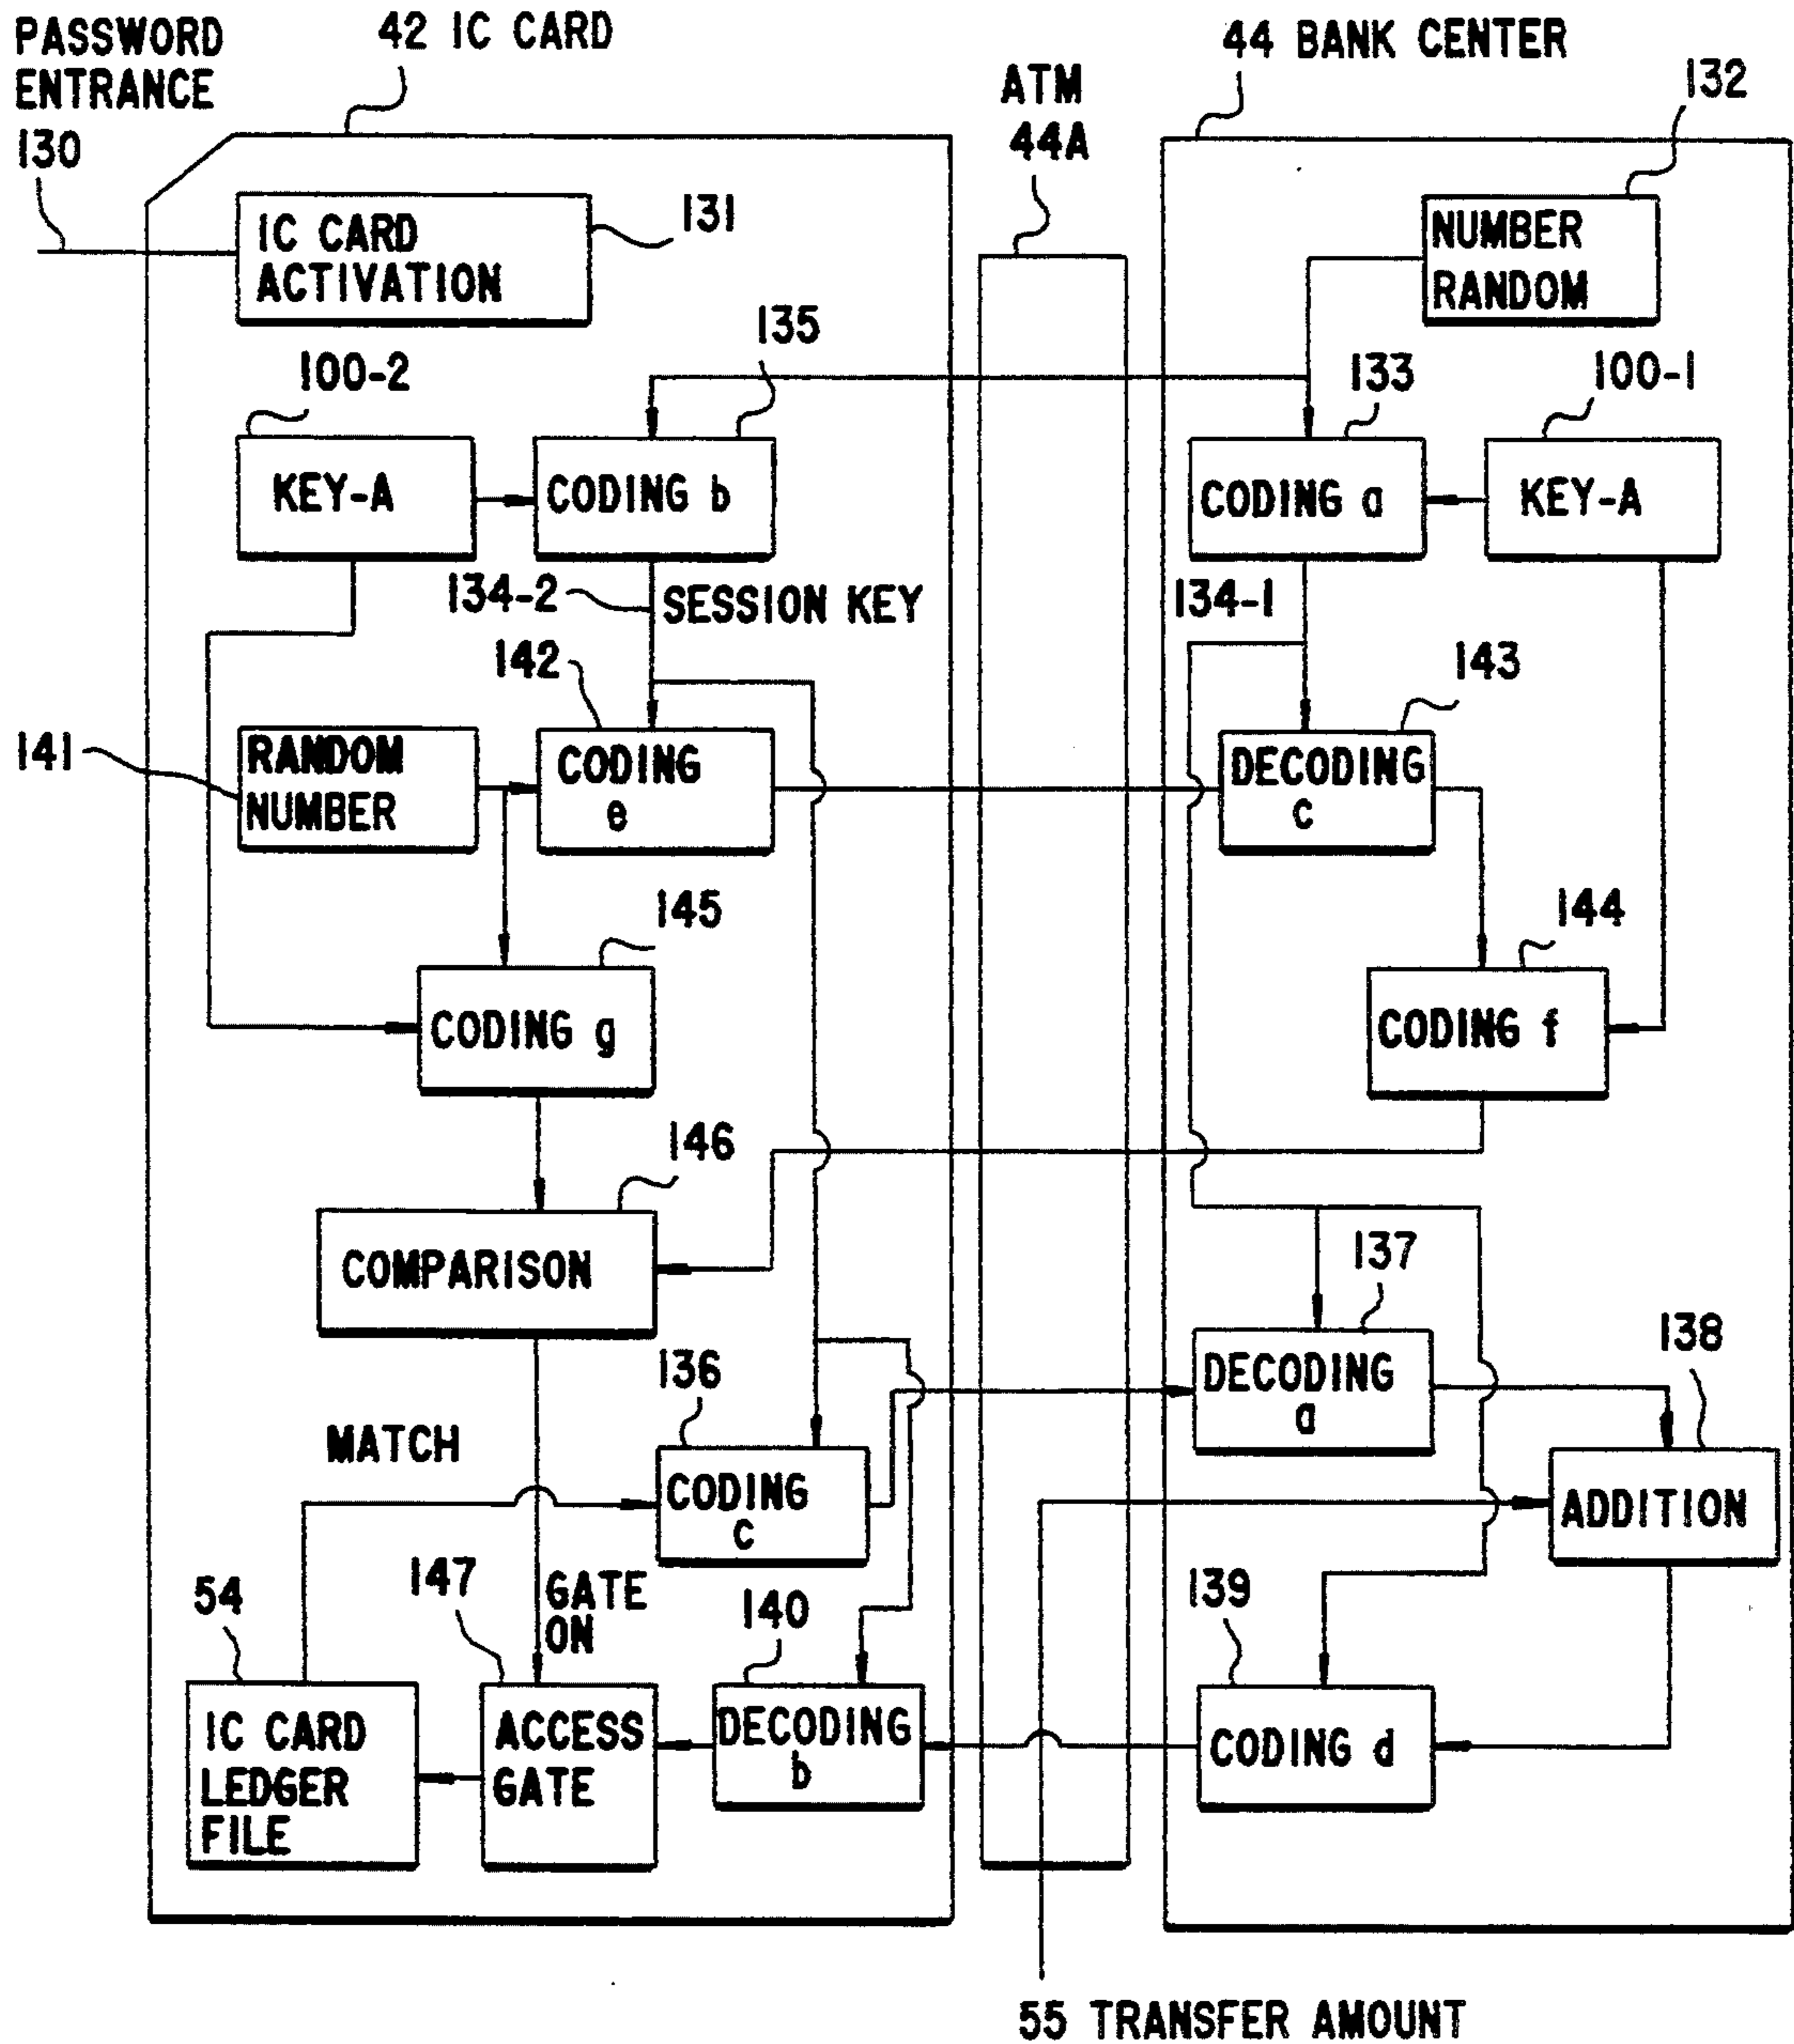 PASSWORD
ENTRANCE
130
42 IC CARD
ATM
44A
44 BANK CENTER
132
IC CARD
ACTIVATION
131
NUMBER
RANDOM
135
100-2
133
100-1
KEY-A
CODING b
CODING a
KEY-A
134-2
SESSION KEY
134-1
142
143
141
RANDOM
NUMBER
CODING
e
DECODING
c
145
144
CODING g
CODING f
146
COMPARISON
137
138
136
DECODING
a
MATCH
CODING
c
ADDITION
54
147
GATE
ON
140
139
IC CARD
LEDGER
FILE
ACCESS
GATE
DECODING
b
CODING d
55 TRANSFER AMOUNT